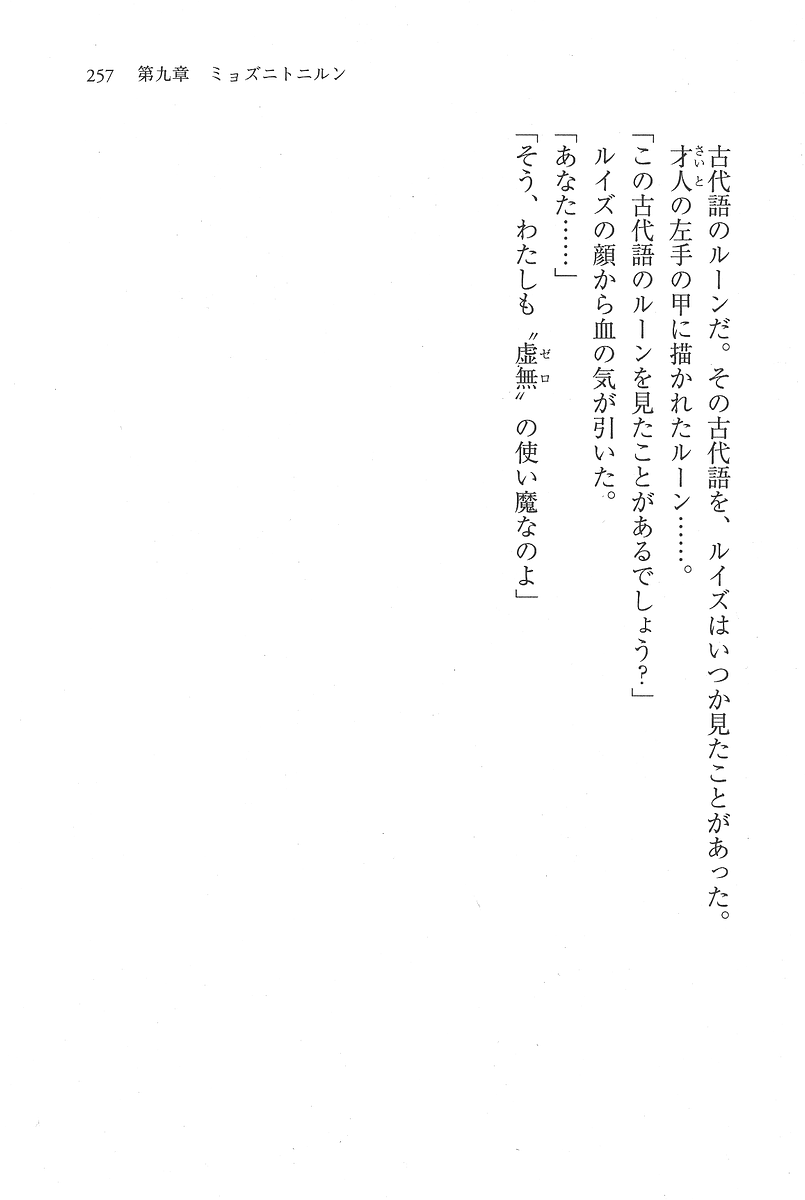 257 第九章 ミョズニトニルン
古代語のルーンだ。その古代語を、ルイズはいつか見たことがあった。
才人の左手の甲に描かれたルーン……。
「この古代語のルーンを見たことがあるでしょう?」
ルイズの顔から血の気が引いた。
「あなた……」
「そう、わたしも〝虚無〟の使い魔なのよ」